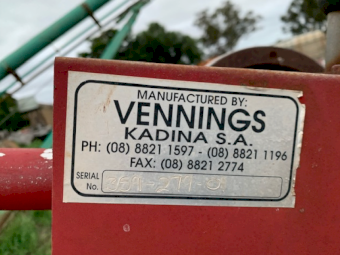 MANUFACTURED BY:
VENNINGS
KADINA S.A.
PH: (08) 8821 1597 - (08) 8821 1196
FAX: (08) 8821 2774
SERIAL
No.